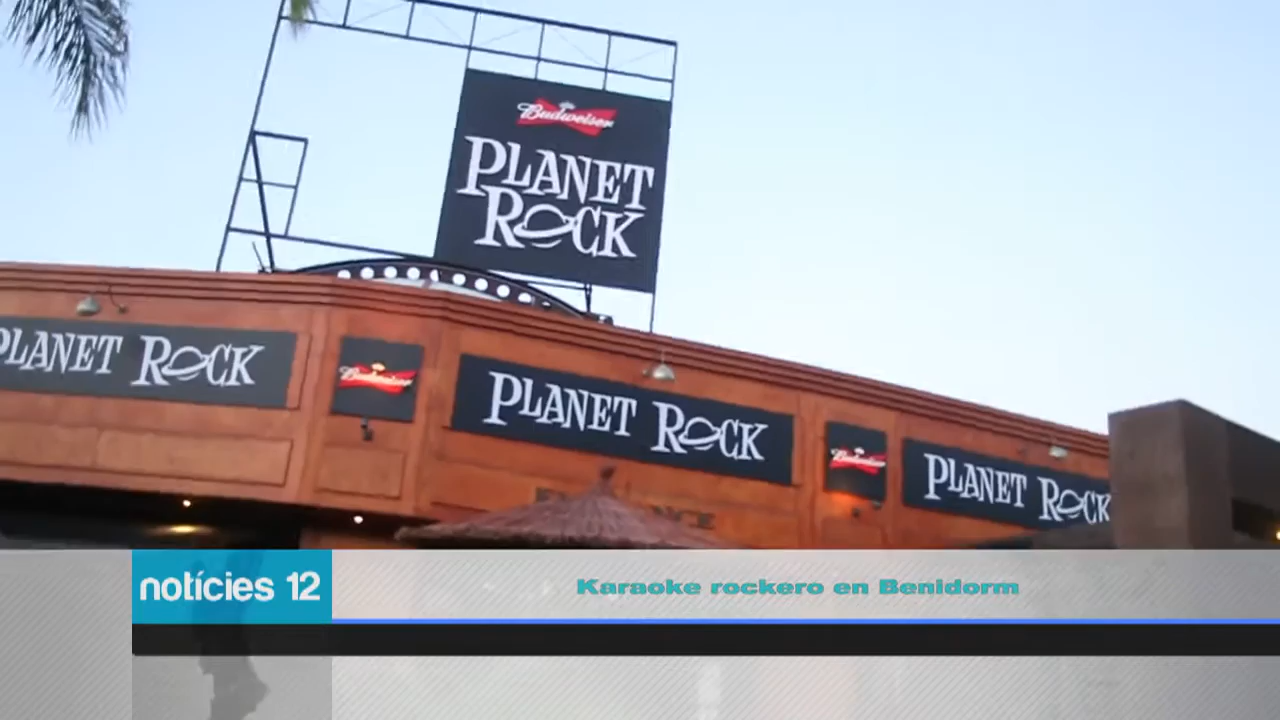 Budweiser
PLANET
ROCK
PLANET ROCK
Budweiser
PLANET ROCK
Budweiser
PLANET ROCK
notícies 12
Karaoke rockero en Benidorm